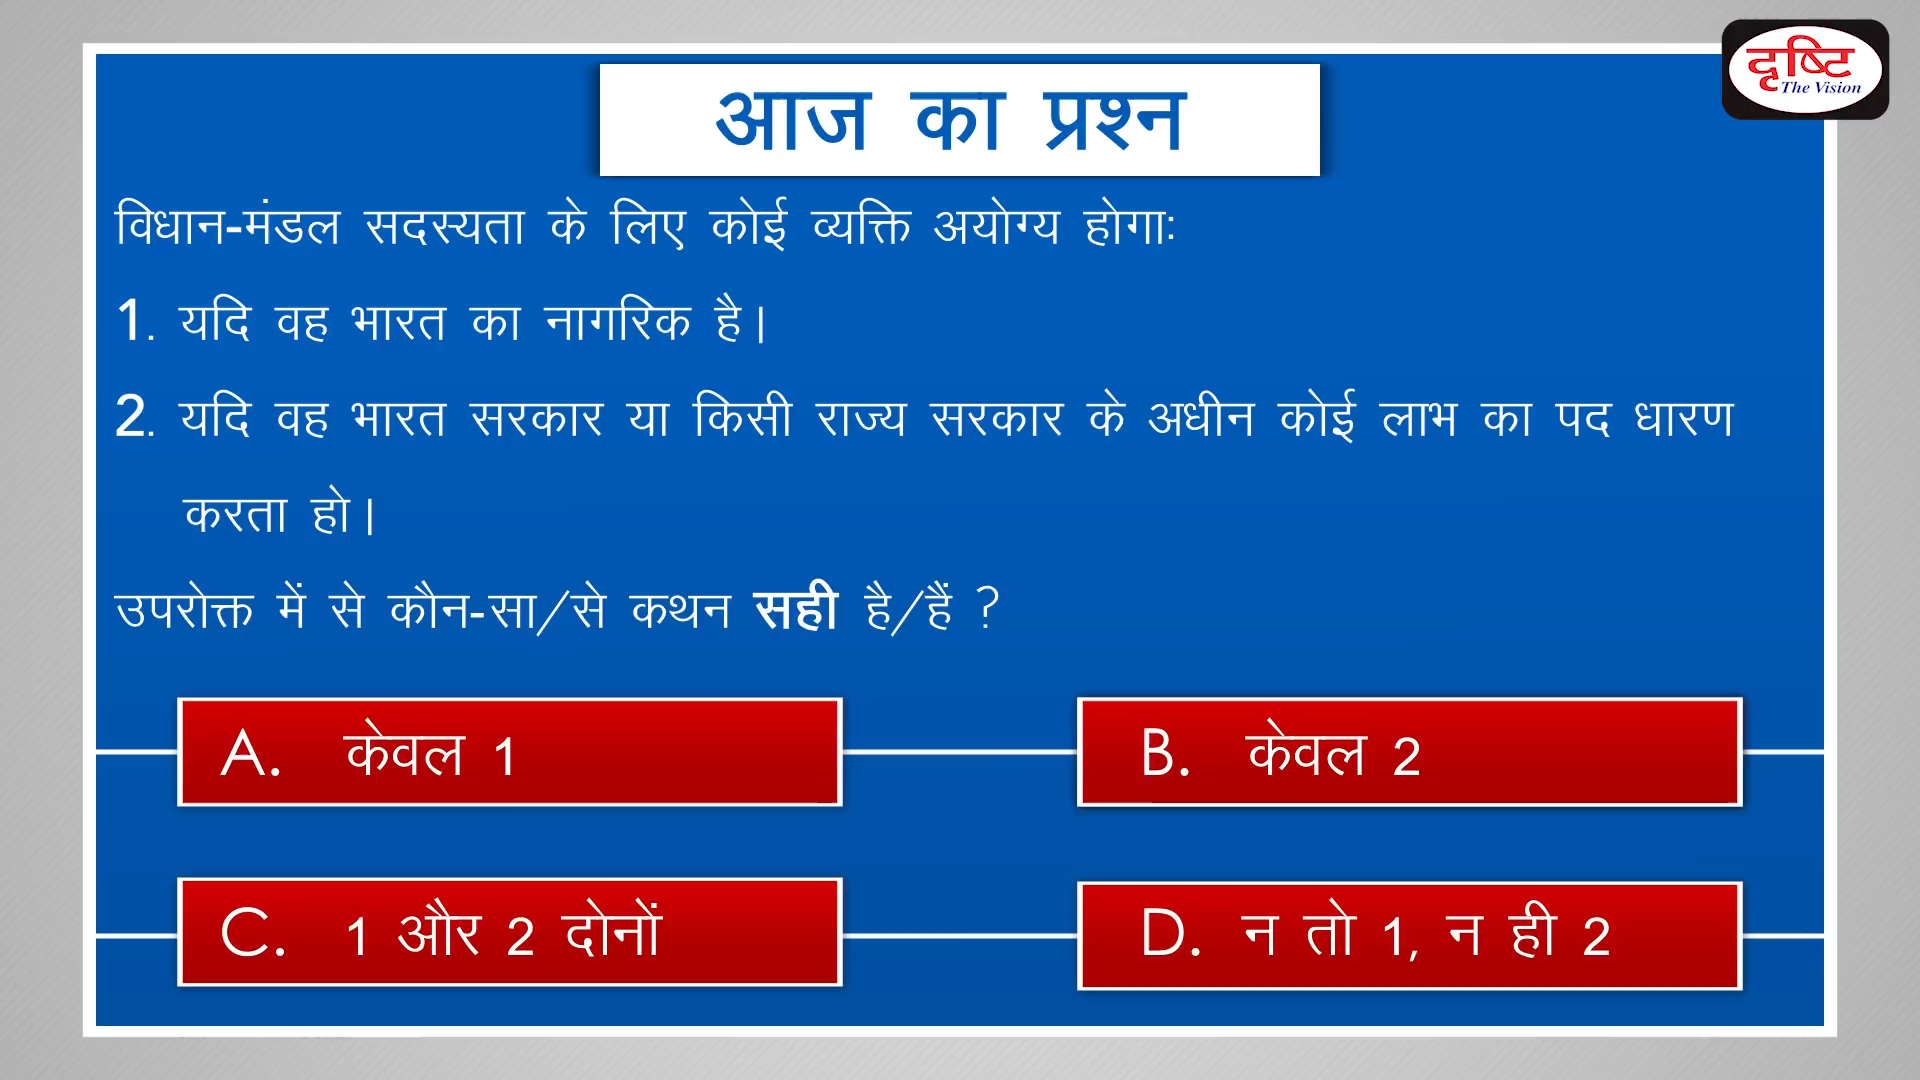 दृष्टि
The Vision
आज का प्रश्न
विधान-मंडल सदस्यता के लिए कोई व्यक्ति अयोग्य होगाः
1. यदि वह भारत का नागरिक है।
2. यदि वह भारत सरकार या किसी राज्य सरकार के अधीन कोई लाभ का पद धारण
करता हो।
उपरोक्त में से कौन-सा/से कथन सही है/हैं ?
A. केवल 1
B. केवल 2
C. 1 और 2 दोनों
D. न तो 1, न ही 2